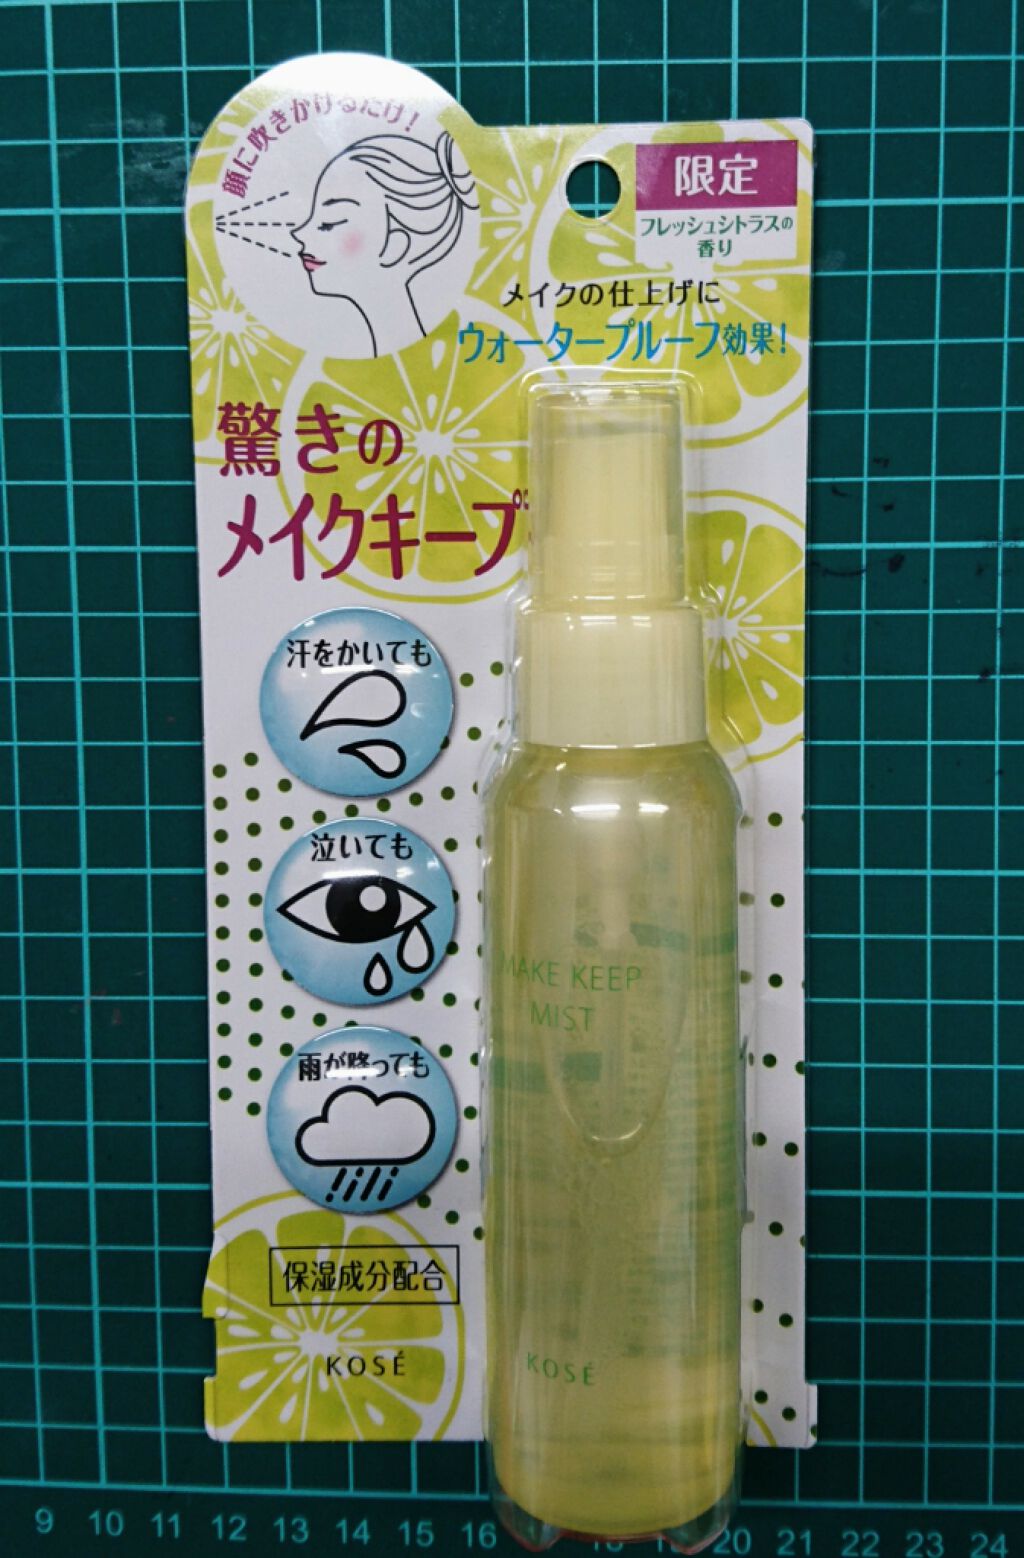 顔に吹きかけるだけ!
限定
フレッシュシトラスの
香り
メイクの仕上げに
ウォータープルーフ効果!
驚きの
メイクキープ
汗をかいても
泣いても
雨が降っても
保湿成分配合
KOSÉ
MAKE KEEP
MIST
KOSÉ
9 10 11 12 13 14 15 16 18 20 21 22 23 24